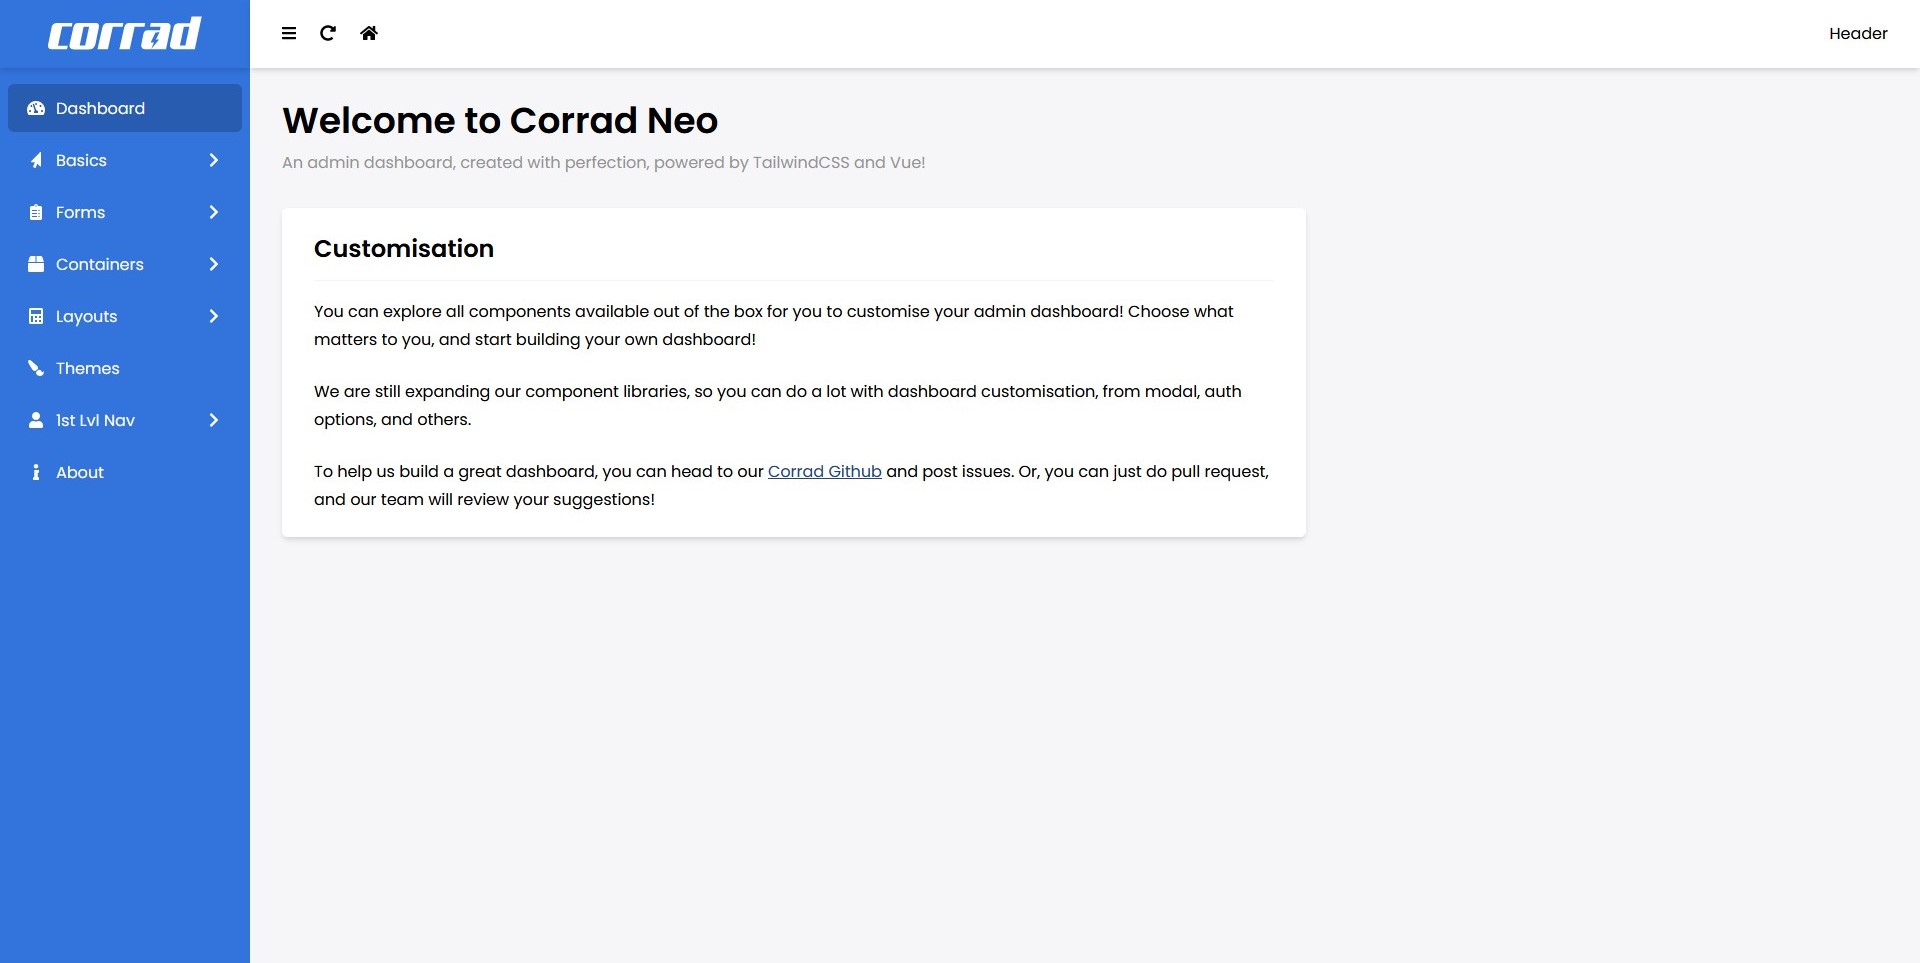 corrad
Header
Dashboard
Basics
Forms
Containers
Layouts
Themes
1st Lvl Nav
About
Welcome to Corrad Neo
An admin dashboard, created with perfection, powered by TailwindCSS and Vue!
Customisation
You can explore all components available out of the box for you to customise your admin dashboard! Choose what
matters to you, and start building your own dashboard!
We are still expanding our component libraries, so you can do a lot with dashboard customisation, from modal, auth
options, and others.
To help us build a great dashboard, you can head to our Corrad Github and post issues. Or, you can just do pull request,
and our team will review your suggestions!